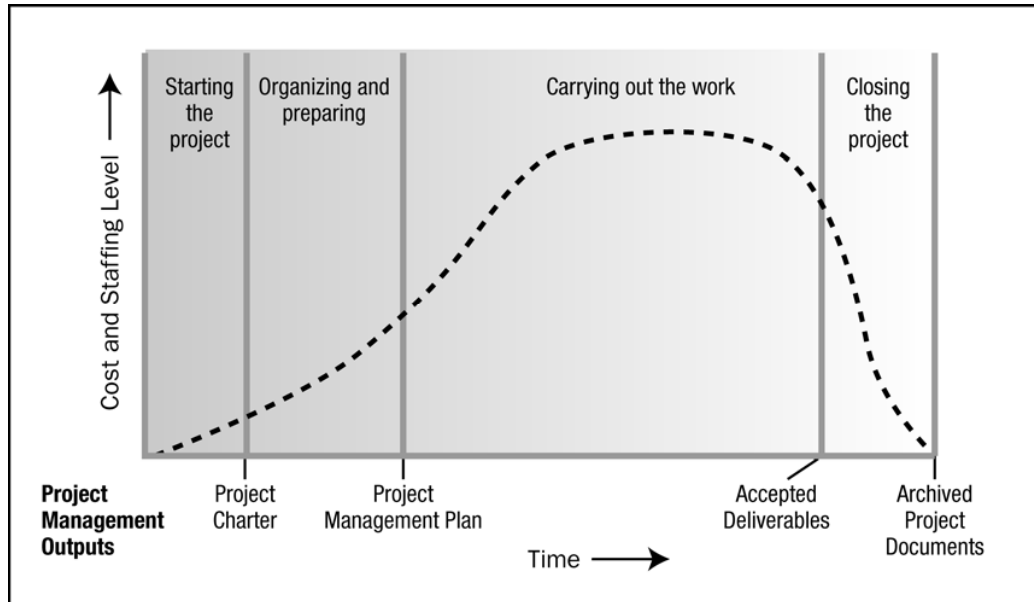 Starting
the
project
Organizing and
preparing
Carrying out the work
Closing
the
project
Cost and Staffing Level
Project
Management
Outputs
Project
Charter
Project
Management Plan
Accepted
Deliverables
Archived
Project
Documents
Time